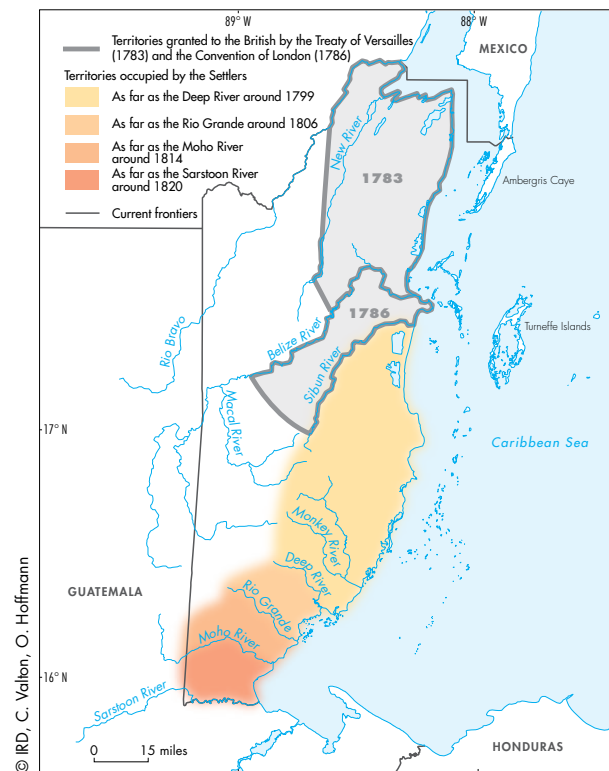 89° W
88° W
Territories granted to the British by the Treaty of Versailles
(1783) and the Convention of London (1786)
Territories occupied by the Settlers
As far as the Deep River around 1799
As far as the Rio Grande around 1806
As far as the Moho River
around 1814
As far as the Sarstoon River
around 1820
Current frontiers
MEXICO
New River
1783
Ambergris Caye
1786
Turneffe Islands
Rio Bravo
Belize River
Sibun River
Macal River
17° N
Caribbean Sea
Monkey River
Deep River
GUATEMALA
Rio Grande
Moho River
16° N
Sarstoon River
0 15 miles
HONDURAS
© IRD, C. Valton, O. Hoffmann